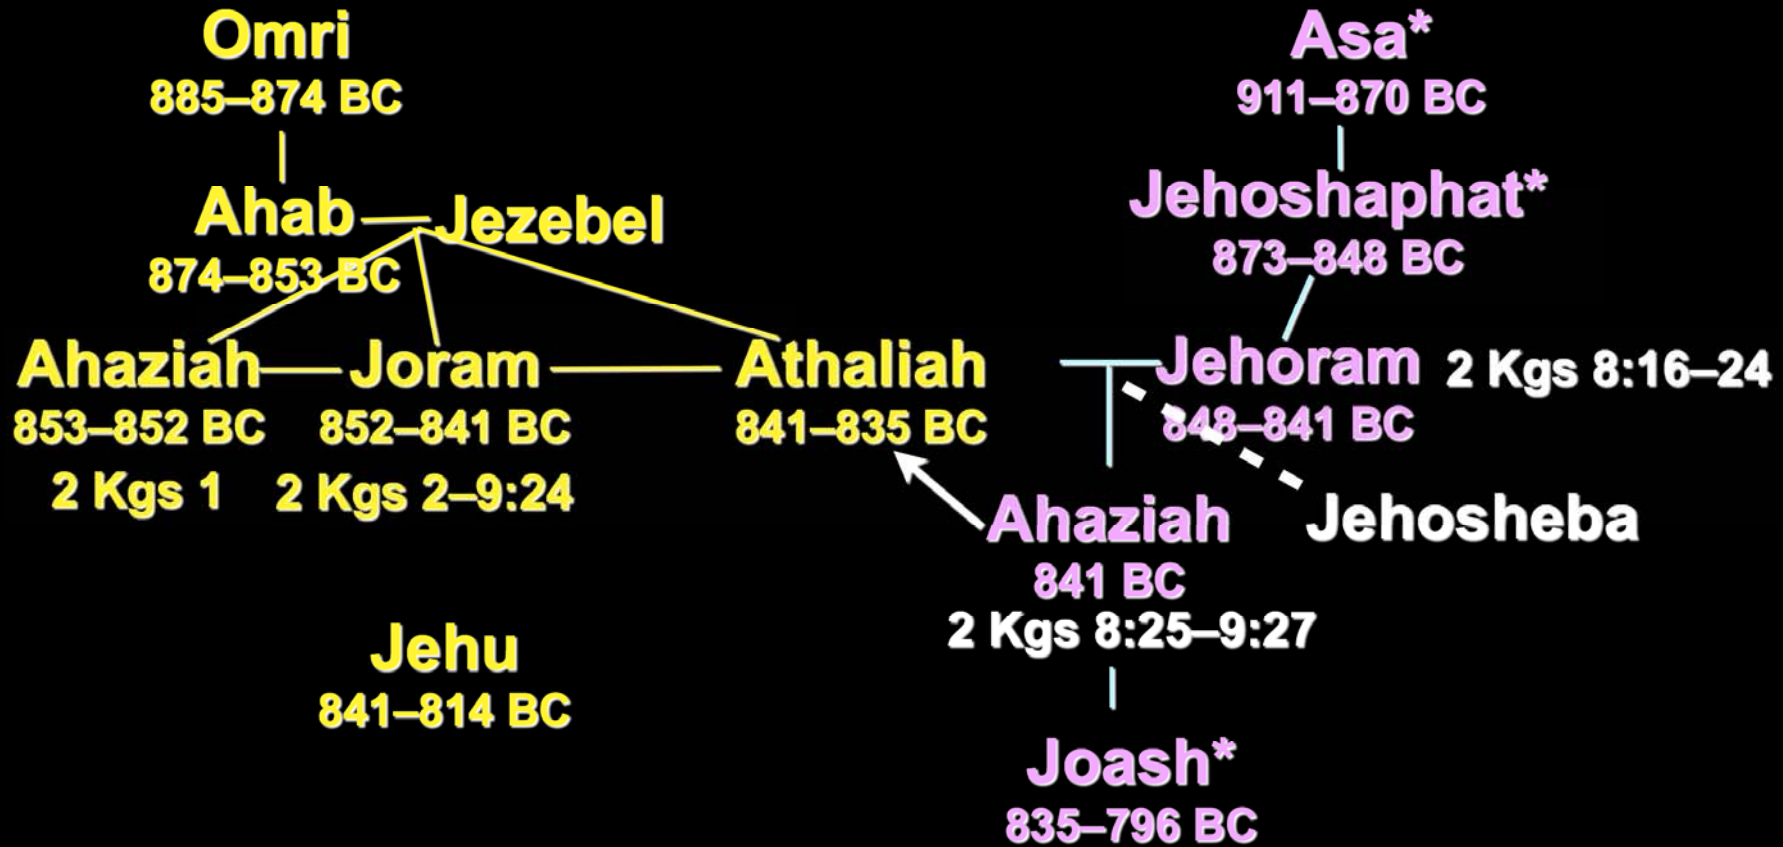 Omri
885–874 BC
Asa*
911–870 BC
Ahab
Jezebel
874–853 BC
Jehoshaphat*
873–848 BC
Ahaziah
853–852 BC
2 Kgs 1
Joram
852–841 BC
2 Kgs 2–9:24
Athaliah
841–835 BC
Jehoram
2 Kgs 8:16–24
848–841 BC
Ahaziah
841 BC
2 Kgs 8:25–9:27
Jehosheba
Jehu
841–814 BC
Joash*
835–796 BC